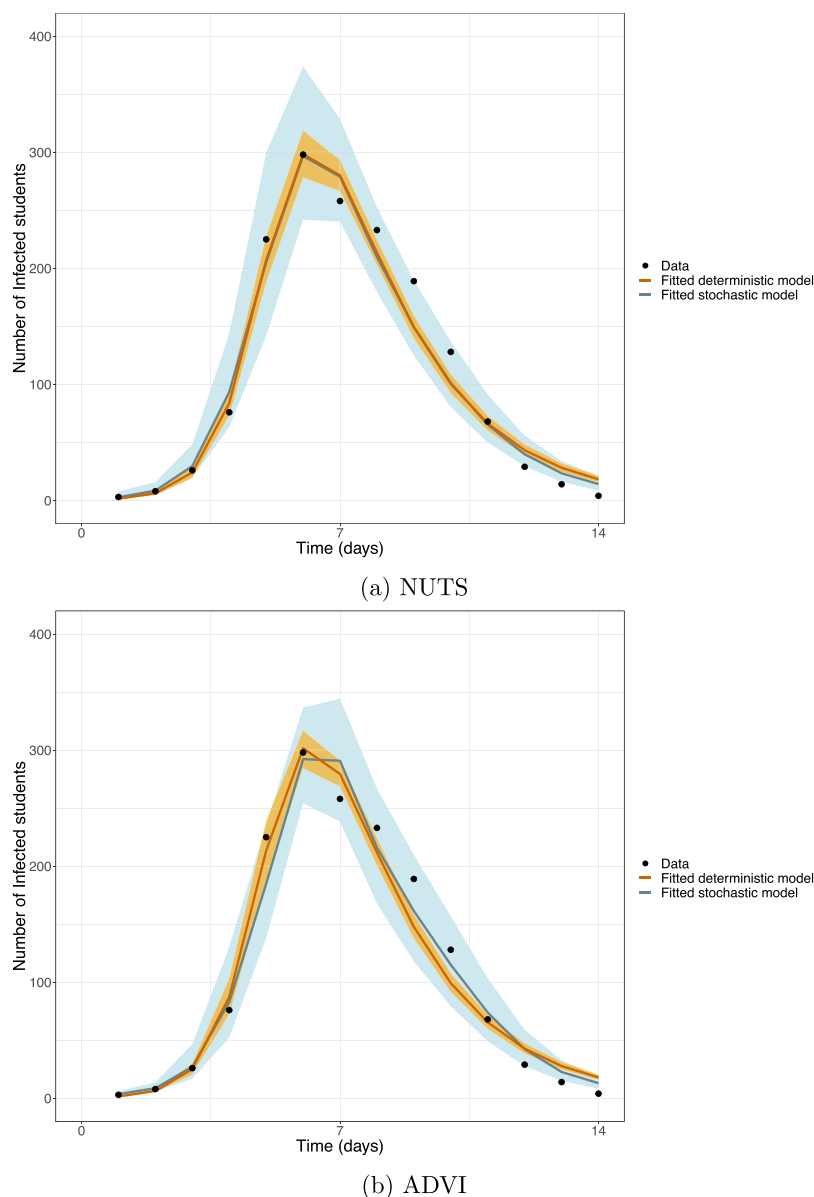 400
300
200
100
0
Number of Infected students
0
7
14
Time (days)
Data
Fitted deterministic model
Fitted stochastic model
(a) NUTS
400
300
200
100
0
Number of Infected students
0
7
14
Time (days)
Data
Fitted deterministic model
Fitted stochastic model
(b) ADVI